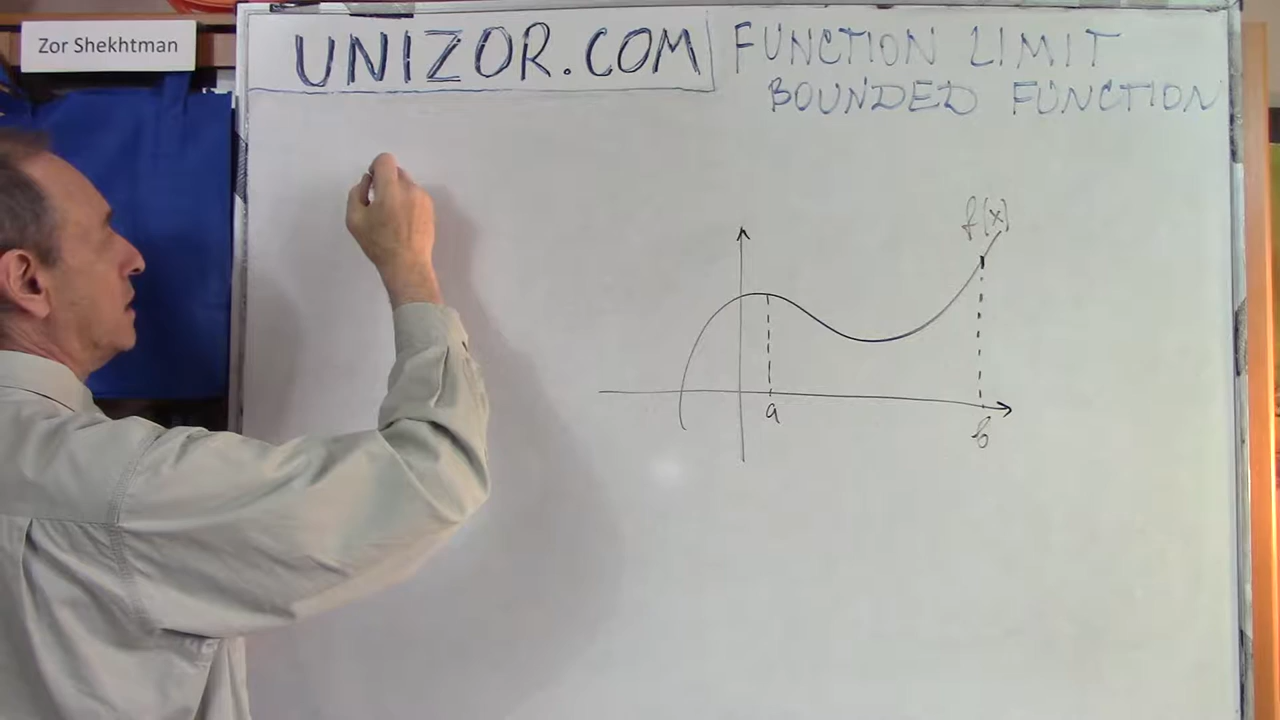 Zor Shekhtman
UNIZOR.COM
FUNCTION LIMIT
BOUNDED FUNCTION
f(x)
a
b